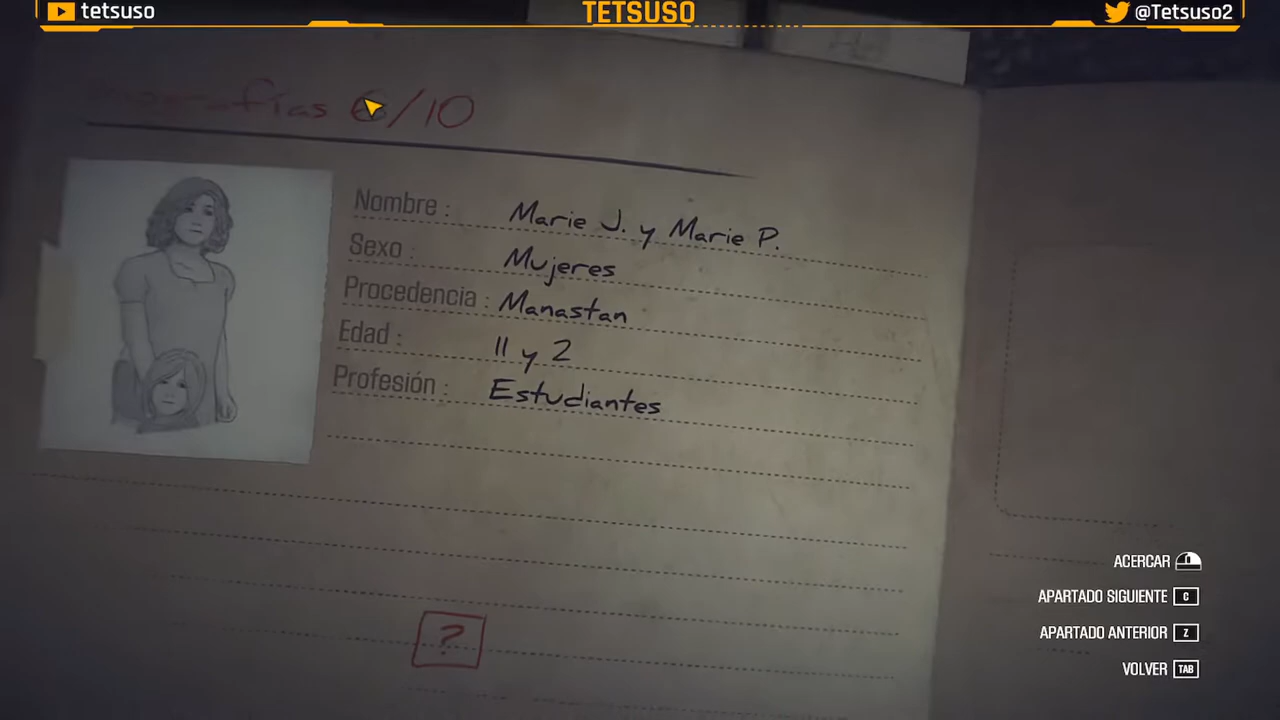 tetsuso
TETSUSO
@Tetsuso2
6/10
Nombre : Marie J. y Marie P.
Sexo : Mujeres
Procedencia : Manastan
Edad : 11 y 2
Profesión : Estudiantes
?
ACERCAR
APARTADO SIGUIENTE C
APARTADO ANTERIOR Z
VOLVER TAB